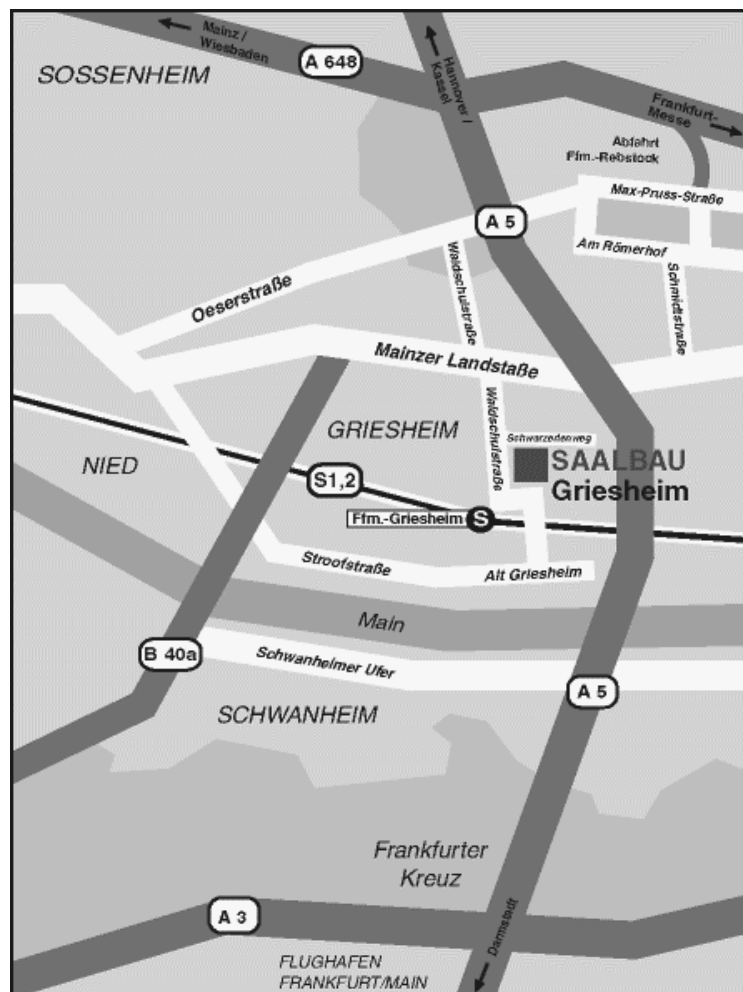 Mainz /
Wiesbaden
A 648
SOSSENHEIM
Hannover /
Kassel
Frankfurt-
Messe
Abfahrt
Ffm.-Rebstock
Max-Pruss-Straße
A 5
Am Römerhof
Oeserstraße
Waldschulstraße
Schmidtstraße
Mainzer Landstaße
Waldschulstraße
GRIESHEIM
Schwarzerlenweg
NIED
SAALBAU
Griesheim
S1,2
Ffm.-Griesheim
S
Stroofstraße
Alt Griesheim
Main
B 40a
Schwanheimer Ufer
A 5
SCHWANHEIM
Frankfurter
Kreuz
A 3
Darmstadt
FLUGHAFEN
FRANKFURT/MAIN